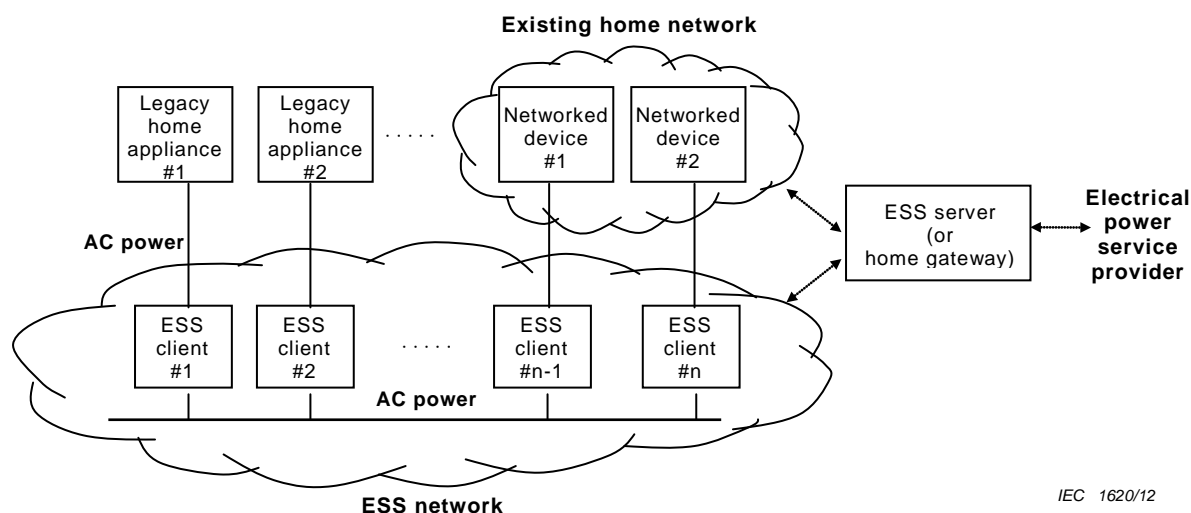 Existing home network
Legacy
home
appliance
#1
Legacy
home
appliance
#2
. . . . .
Networked
device
#1
Networked
device
#2
ESS server
(or
home gateway)
Electrical
power
service
provider
AC power
ESS
client
#1
ESS
client
#2
. . . . .
ESS
client
#n-1
ESS
client
#n
AC power
ESS network
IEC 1620/12